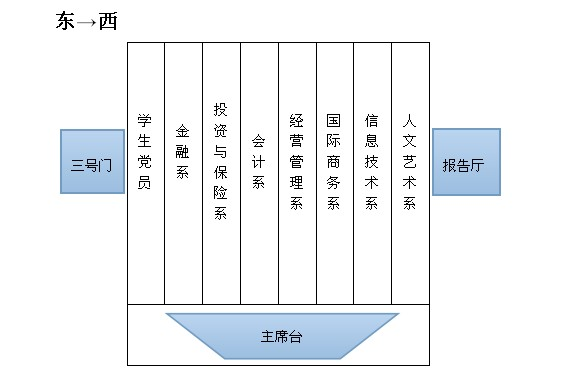 东→西
三号门
学生党员
金融系
投资与保险系
会计系
经营管理系
国际商务系
信息技术系
人文艺术系
报告厅
主席台